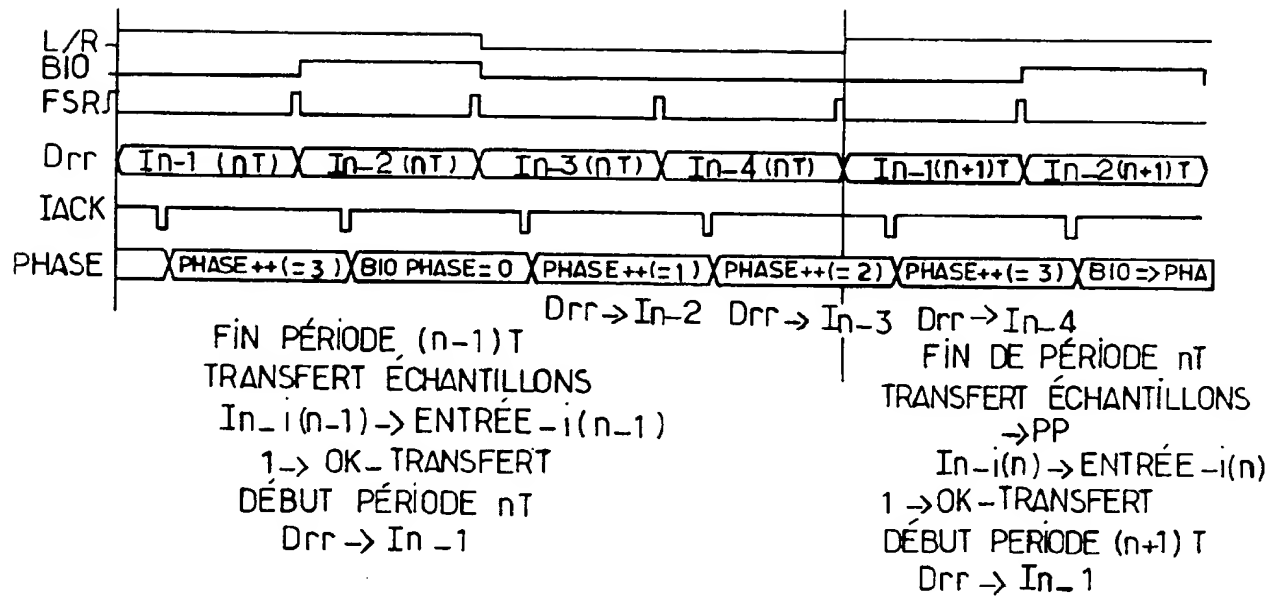 L/R
BIO
FSR
Drr In-1 (nT) In-2 (nT) In-3 (nT) In-4 (nT) In-1(n+1)T In-2(n+1)T
IACK
PHASE PHASE++(=3) BIO PHASE=0 PHASE++(=1) PHASE++(=2) PHASE++(=3) BIO=>PHA
Drr->In-2 Drr->In-3 Drr->In-4
FIN PÉRIODE (n-1)T
TRANSFERT ÉCHANTILLONS
In_i(n-1)->ENTRÉE-i(n-1)
1-> OK-TRANSFERT
DÉBUT PÉRIODE nT
Drr->In-1
FIN DE PÉRIODE nT
TRANSFERT ÉCHANTILLONS
->PP
In-i(n)->ENTRÉE-i(n)
1->OK-TRANSFERT
DÉBUT PERIODE (n+1)T
Drr->In-1